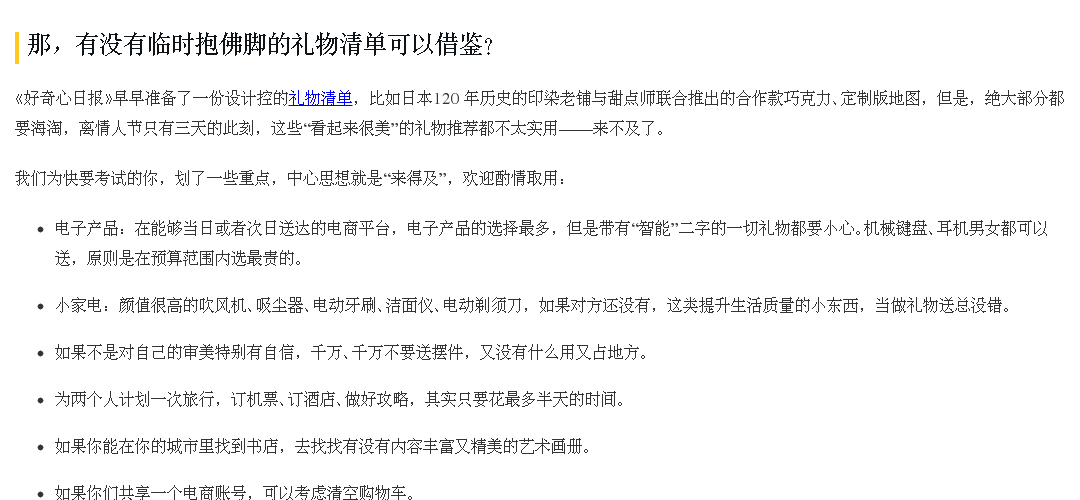 那，有没有临时抱佛脚的礼物清单可以借鉴？
《好奇心日报》早早准备了一份设计控的礼物清单，比如日本120 年历史的印染老铺与甜点师联合推出的合作款巧克力、定制版地图，但是，绝大部分都
要海淘，离情人节只有三天的此刻，这些“看起来很美”的礼物推荐都不太实用——来不及了。
我们为快要考试的你，划了一些重点，中心思想就是“来得及”，欢迎酌情取用：
• 电子产品：在能够当日或者次日送达的电商平台，电子产品的选择最多，但是带有“智能”二字的一切礼物都要小心。机械键盘、耳机男女都可以
送，原则是在预算范围内选最贵的。
• 小家电：颜值很高的吹风机、吸尘器、电动牙刷、洁面仪、电动剃须刀，如果对方还没有，这类提升生活质量的小东西，当做礼物送总没错。
• 如果不是对自己的审美特别有自信，千万、千万不要送摆件，又没有什么用又占地方。
• 为两个人计划一次旅行，订机票、订酒店、做好攻略，其实只要花最多半天的时间。
• 如果你能在你的城市里找到书店，去找找有没有内容丰富又精美的艺术画册。
• 如果你们共享一个电商账号，可以考虑清空购物车。